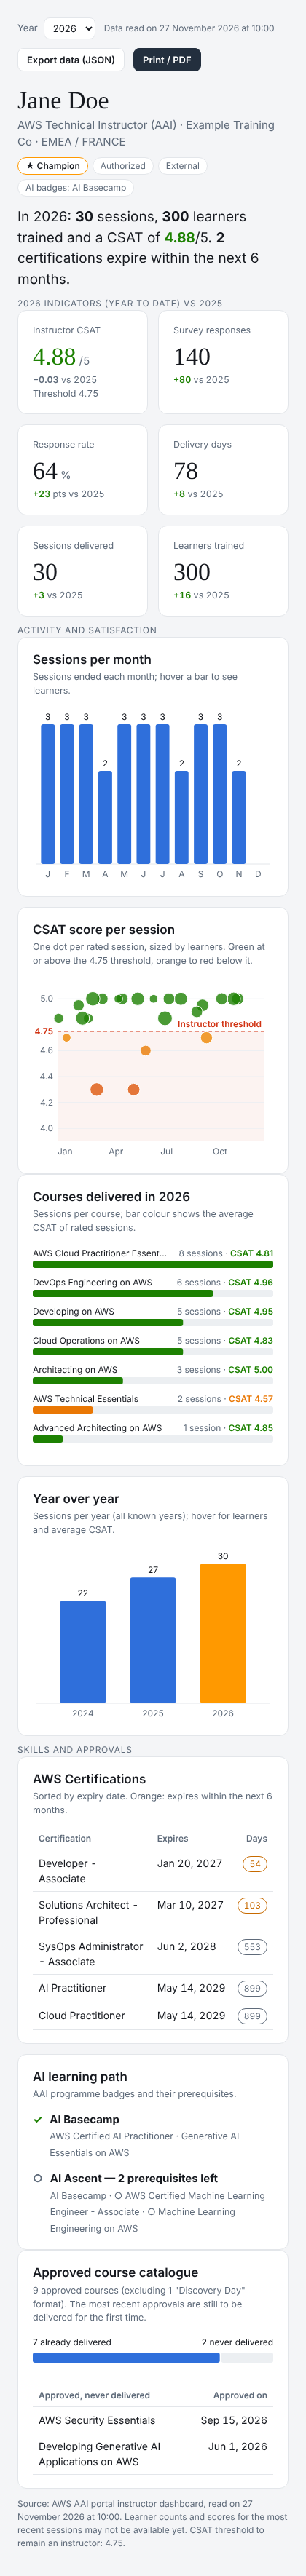 Year 2026 Data read on 27 November 2026 at 10:00
Export data (JSON) Print / PDF
Jane Doe
AWS Technical Instructor (AAI) · Example Training
Co · EMEA / FRANCE
★ Champion Authorized External
AI badges: AI Basecamp
In 2026: 30 sessions, 300 learners
trained and a CSAT of 4.88/5. 2
certifications expire within the next 6
months.
2026 INDICATORS (YEAR TO DATE) VS 2025
Instructor CSAT
4.88 /5
−0.03 vs 2025
Threshold 4.75
Survey responses
140
+80 vs 2025
Response rate
64 %
+23 pts vs 2025
Delivery days
78
+8 vs 2025
Sessions delivered
30
+3 vs 2025
Learners trained
300
+16 vs 2025
ACTIVITY AND SATISFACTION
Sessions per month
Sessions ended each month; hover a bar to see
learners.
3 3 3 2 3 3 3 2 3 3 2
J F M A M J J A S O N D
CSAT score per session
One dot per rated session, sized by learners. Green at
or above the 4.75 threshold, orange to red below it.
5.0
Instructor threshold
4.75
4.6
4.4
4.2
4.0
Jan Apr Jul Oct
Courses delivered in 2026
Sessions per course; bar colour shows the average
CSAT of rated sessions.
AWS Cloud Practitioner Essent... 8 sessions · CSAT 4.81
DevOps Engineering on AWS 6 sessions · CSAT 4.96
Developing on AWS 5 sessions · CSAT 4.95
Cloud Operations on AWS 5 sessions · CSAT 4.83
Architecting on AWS 3 sessions · CSAT 5.00
AWS Technical Essentials 2 sessions · CSAT 4.57
Advanced Architecting on AWS 1 session · CSAT 4.85
Year over year
Sessions per year (all known years); hover for learners
and average CSAT.
22 27 30
2024 2025 2026
SKILLS AND APPROVALS
AWS Certifications
Sorted by expiry date. Orange: expires within the next 6
months.
Certification Expires Days
Developer - Associate Jan 20, 2027 54
Solutions Architect - Professional Mar 10, 2027 103
SysOps Administrator - Associate Jun 2, 2028 553
AI Practitioner May 14, 2029 899
Cloud Practitioner May 14, 2029 899
AI learning path
AAI programme badges and their prerequisites.
✓ AI Basecamp
AWS Certified AI Practitioner · Generative AI
Essentials on AWS
○ AI Ascent — 2 prerequisites left
AI Basecamp · ○ AWS Certified Machine Learning
Engineer - Associate · ○ Machine Learning
Engineering on AWS
Approved course catalogue
9 approved courses (excluding 1 "Discovery Day"
format). The most recent approvals are still to be
delivered for the first time.
7 already delivered 2 never delivered
Approved, never delivered Approved on
AWS Security Essentials Sep 15, 2026
Developing Generative AI Applications on AWS Jun 1, 2026
Source: AWS AAI portal instructor dashboard, read on 27
November 2026 at 10:00. Learner counts and scores for the most
recent sessions may not be available yet. CSAT threshold to
remain an instructor: 4.75.